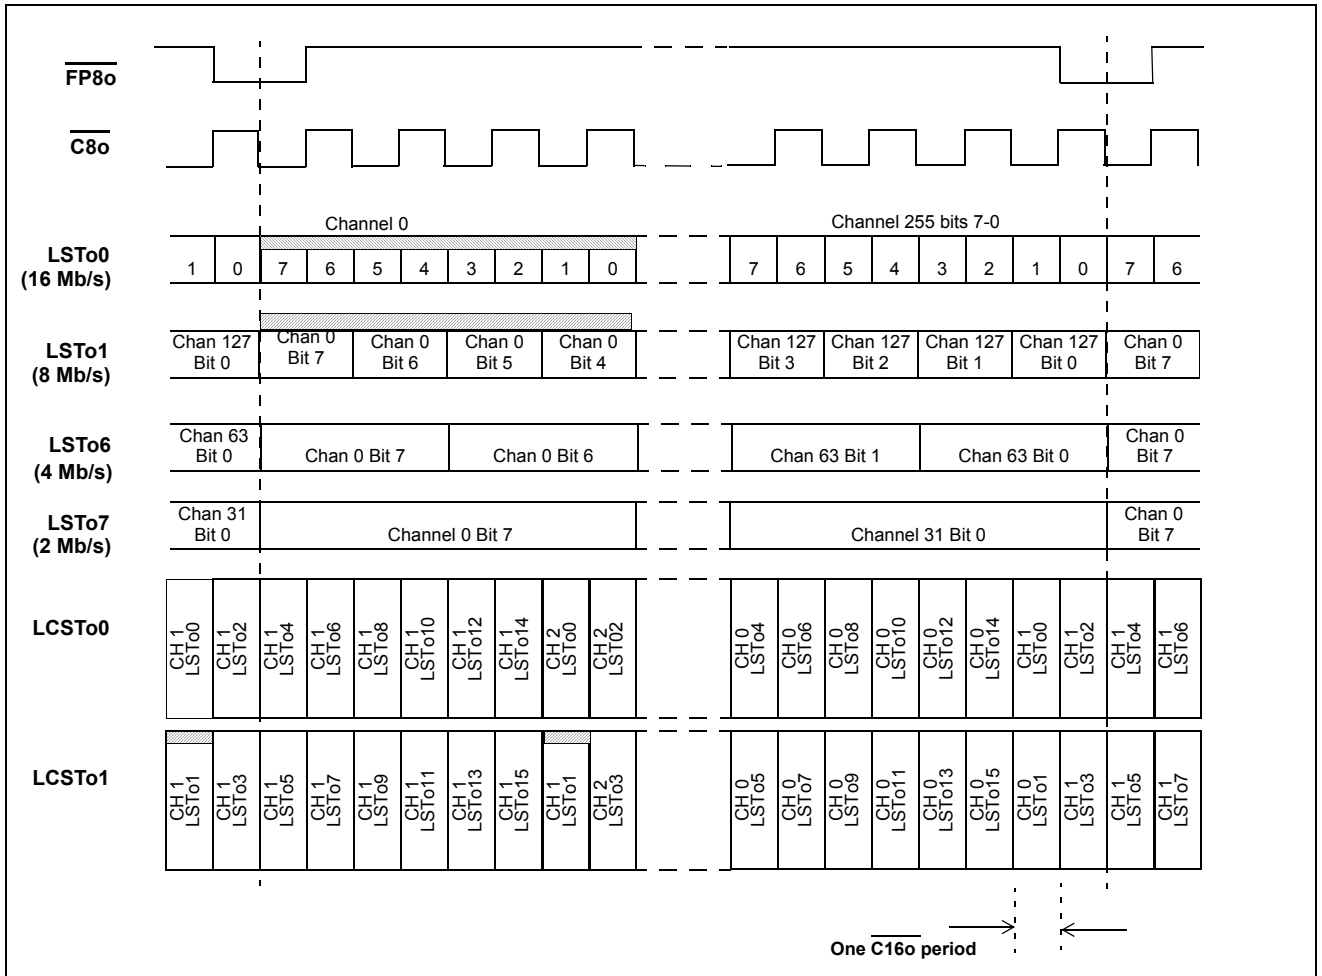 FP8o
C8o
Channel 0
Channel 255 bits 7-0
LSTo0
(16 Mb/s)
1 0 7 6 5 4 3 2 1 0 7 6 5 4 3 2 1 0 7 6
LSTo1
(8 Mb/s)
Chan 127 Bit 0
Chan 0 Bit 7
Chan 0 Bit 6
Chan 0 Bit 5
Chan 0 Bit 4
Chan 127 Bit 3
Chan 127 Bit 2
Chan 127 Bit 1
Chan 127 Bit 0
Chan 0 Bit 7
LSTo6
(4 Mb/s)
Chan 63 Bit 0
Chan 0 Bit 7
Chan 0 Bit 6
Chan 63 Bit 1
Chan 63 Bit 0
Chan 0 Bit 7
LSTo7
(2 Mb/s)
Chan 31 Bit 0
Channel 0 Bit 7
Channel 31 Bit 0
Chan 0 Bit 7
LCSTo0
CH 1 LSTo0
CH 1 LSTo2
CH 1 LSTo4
CH 1 LSTo6
CH 1 LSTo8
CH 1 LSTo10
CH 1 LSTo12
CH 1 LSTo14
CH 2 LSTo0
CH 2 LST02
CH 0 LSTo4
CH 0 LSTo6
CH 0 LSTo8
CH 0 LSTo10
CH 0 LSTo12
CH 0 LSTo14
CH 1 LSTo0
CH 1 LSTo2
CH 1 LSTo4
CH 1 LSTo6
LCSTo1
CH 1 LSTo1
CH 1 LSTo3
CH 1 LSTo5
CH 1 LSTo7
CH 1 LSTo9
CH 1 LSTo11
CH 1 LSTo13
CH 1 LSTo15
CH 1 LSTo1
CH 2 LSTo3
CH 0 LSTo5
CH 0 LSTo7
CH 0 LSTo9
CH 0 LSTo11
CH 0 LSTo13
CH 0 LSTo15
CH 0 LSTo1
CH 1 LSTo3
CH 1 LSTo5
CH 1 LSTo7
One C16o period